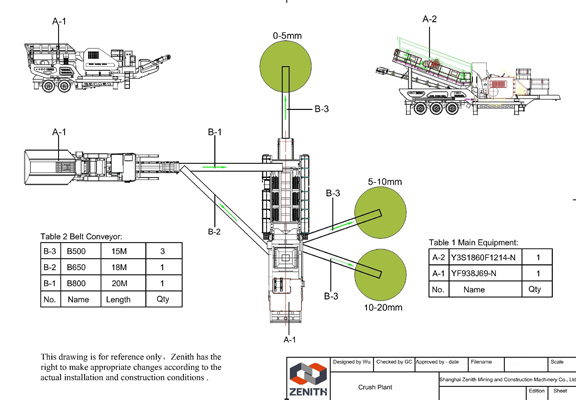 A-1
A-2
0-5mm
B-3
A-1
B-1
B-2
5-10mm
B-3
B-3
10-20mm
A-1
Table 2 Belt Conveyor:
B-3 B500 15M 3
B-2 B650 18M 1
B-1 B800 20M 1
No. Name Length Qty
Table 1 Main Equipment:
A-2 Y3S1860F1214-N 1
A-1 YF938J69-N 1
No. Name Qty
This drawing is for reference only，Zenith has the
right to make appropriate changes according to the
actual installation and construction conditions .
ZENITH
Designed by Wu Checked by GC Approved by - date Filename Scale
Crush Plant
Shanghai Zenith Mining and Construction Machinery Co., Ltd
Edition Sheet